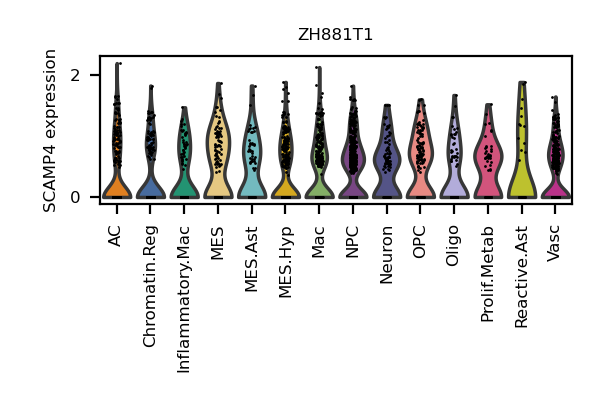 ZH881T1
SCAMP4 expression
2
0
AC
Chromatin.Reg
Inflammatory.Mac
MES
MES.Ast
MES.Hyp
Mac
NPC
Neuron
OPC
Oligo
Prolif.Metab
Reactive.Ast
Vasc